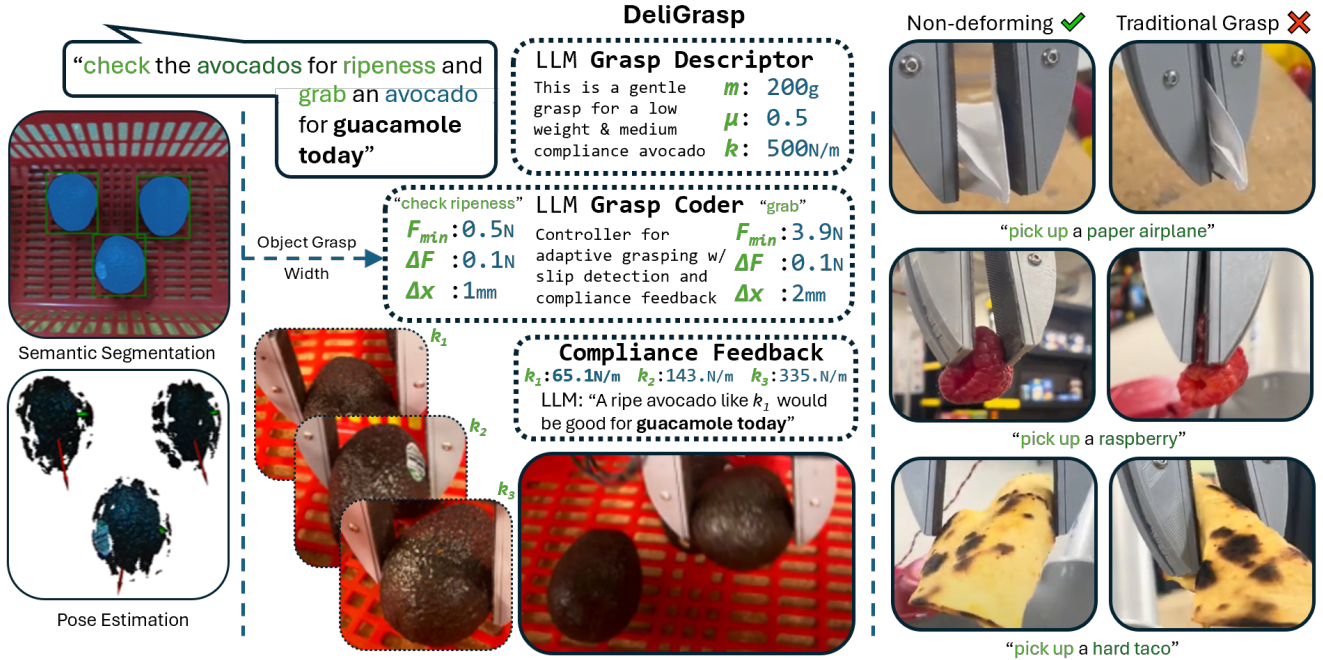 DeliGrasp
“check the avocados for ripeness and
grab an avocado
for guacamole
today”
Semantic Segmentation
Pose Estimation
Object Grasp
Width
LLM Grasp Descriptor
This is a gentle
grasp for a low
weight & medium
compliance avocado
m: 200g
μ: 0.5
k: 500N/m
“check ripeness”
LLM Grasp Coder
“grab”
Fmin:0.5N
ΔF :0.1N
Δx :1mm
Controller for
adaptive grasping w/
slip detection and
compliance feedback
Fmin:3.9N
ΔF :0.1N
Δx :2mm
k1
k2
k3
Compliance Feedback
k1:65.1N/m k2:143.N/m k3:335.N/m
LLM: “A ripe avocado like k1 would
be good for guacamole today”
Non-deforming
Traditional Grasp
“pick up a paper airplane”
“pick up a raspberry”
“pick up a hard taco”